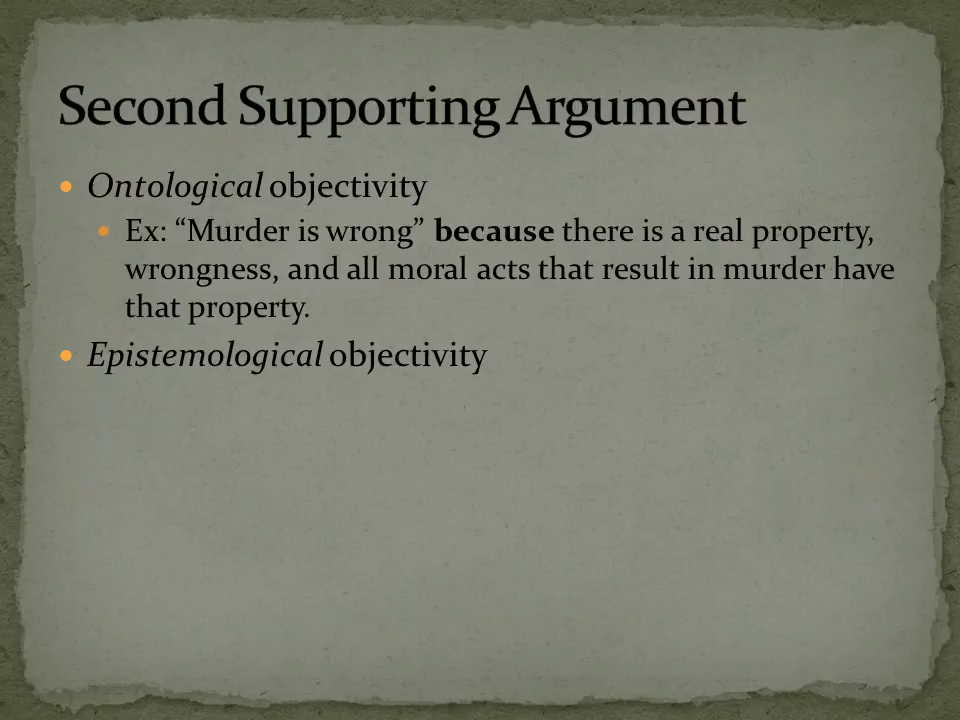 Second Supporting Argument
• Ontological objectivity
• Ex: “Murder is wrong” because there is a real property,
wrongness, and all moral acts that result in murder have
that property.
• Epistemological objectivity